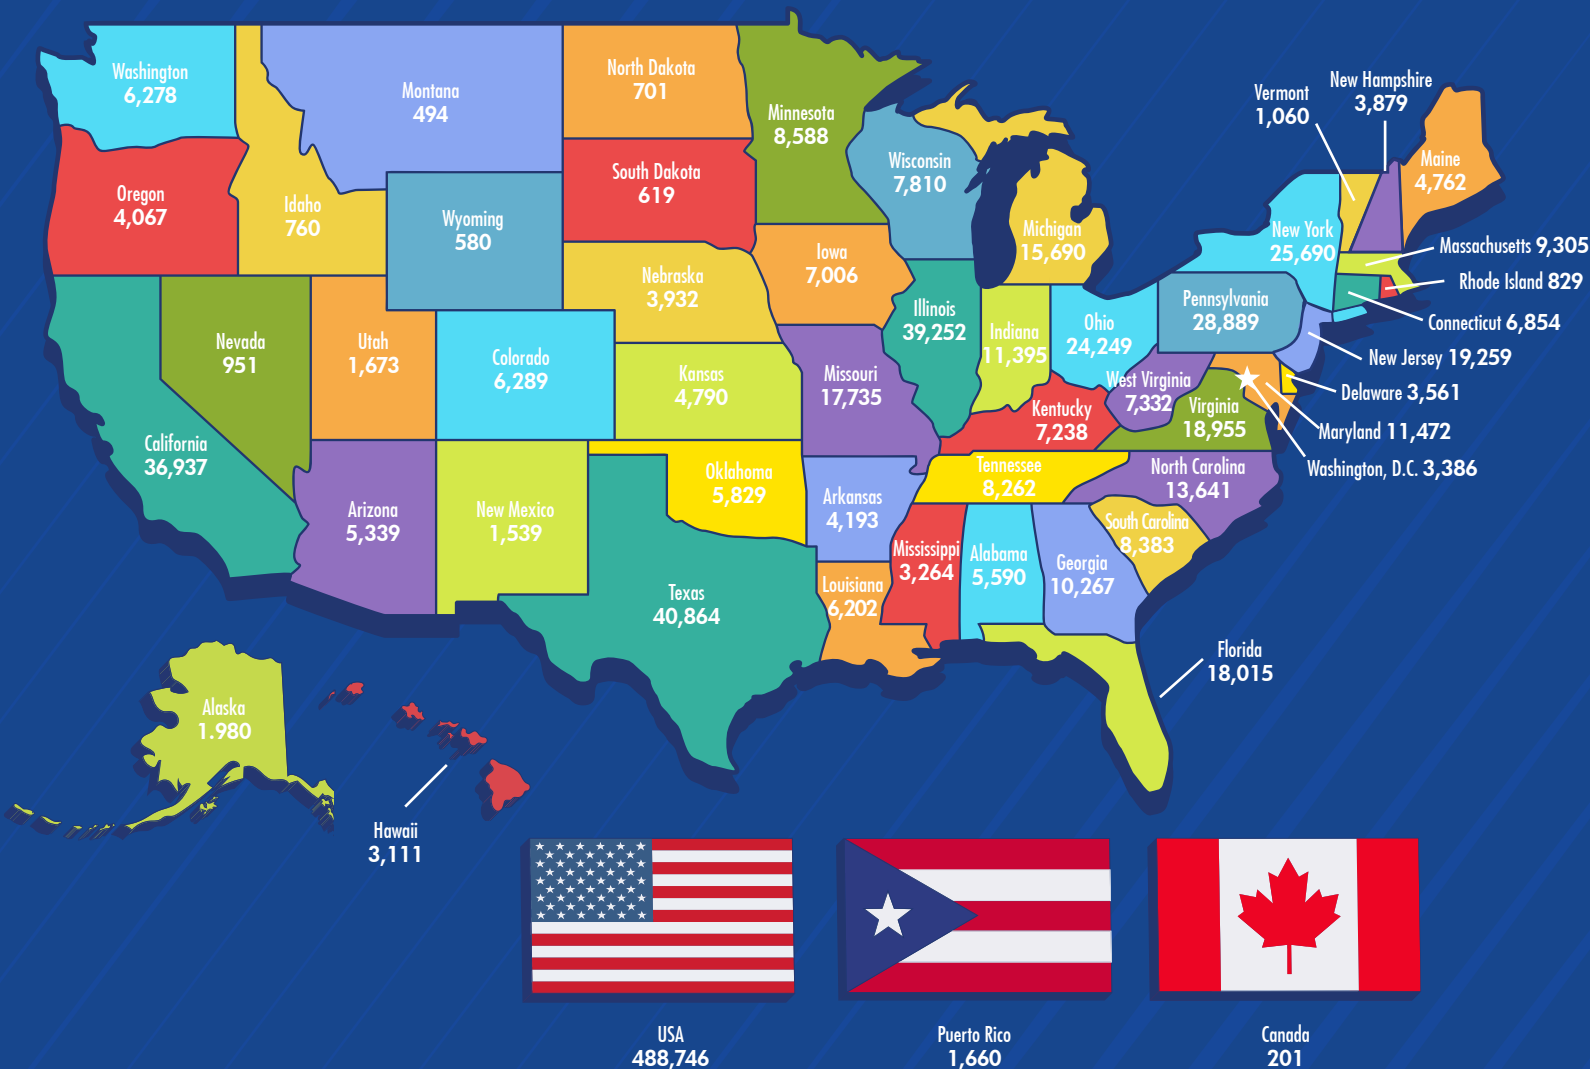 Washington
6,278
Montana
494
North Dakota
701
Minnesota
8,588
Wisconsin
7,810
Vermont
1,060
New Hampshire
3,879
Maine
4,762
Oregon
4,067
Idaho
760
Wyoming
580
South Dakota
619
Iowa
7,006
Michigan
15,690
New York
25,690
Massachusetts 9,305
Rhode Island 829
Connecticut 6,854
New Jersey 19,259
Delaware 3,561
Maryland 11,472
Washington, D.C. 3,386
Nevada
951
Utah
1,673
Colorado
6,289
Nebraska
3,932
Kansas
4,790
Missouri
17,735
Illinois
39,252
Indiana
11,395
Ohio
24,249
Pennsylvania
28,889
West Virginia
7,332
Virginia
18,955
Kentucky
7,238
California
36,937
Arizona
5,339
New Mexico
1,539
Oklahoma
5,829
Arkansas
4,193
Tennessee
8,262
North Carolina
13,641
South Carolina
8,383
Mississippi
3,264
Alabama
5,590
Georgia
10,267
Texas
40,864
Louisiana
6,202
Florida
18,015
Alaska
1.980
Hawaii
3,111
USA
488,746
Puerto Rico
1,660
Canada
201